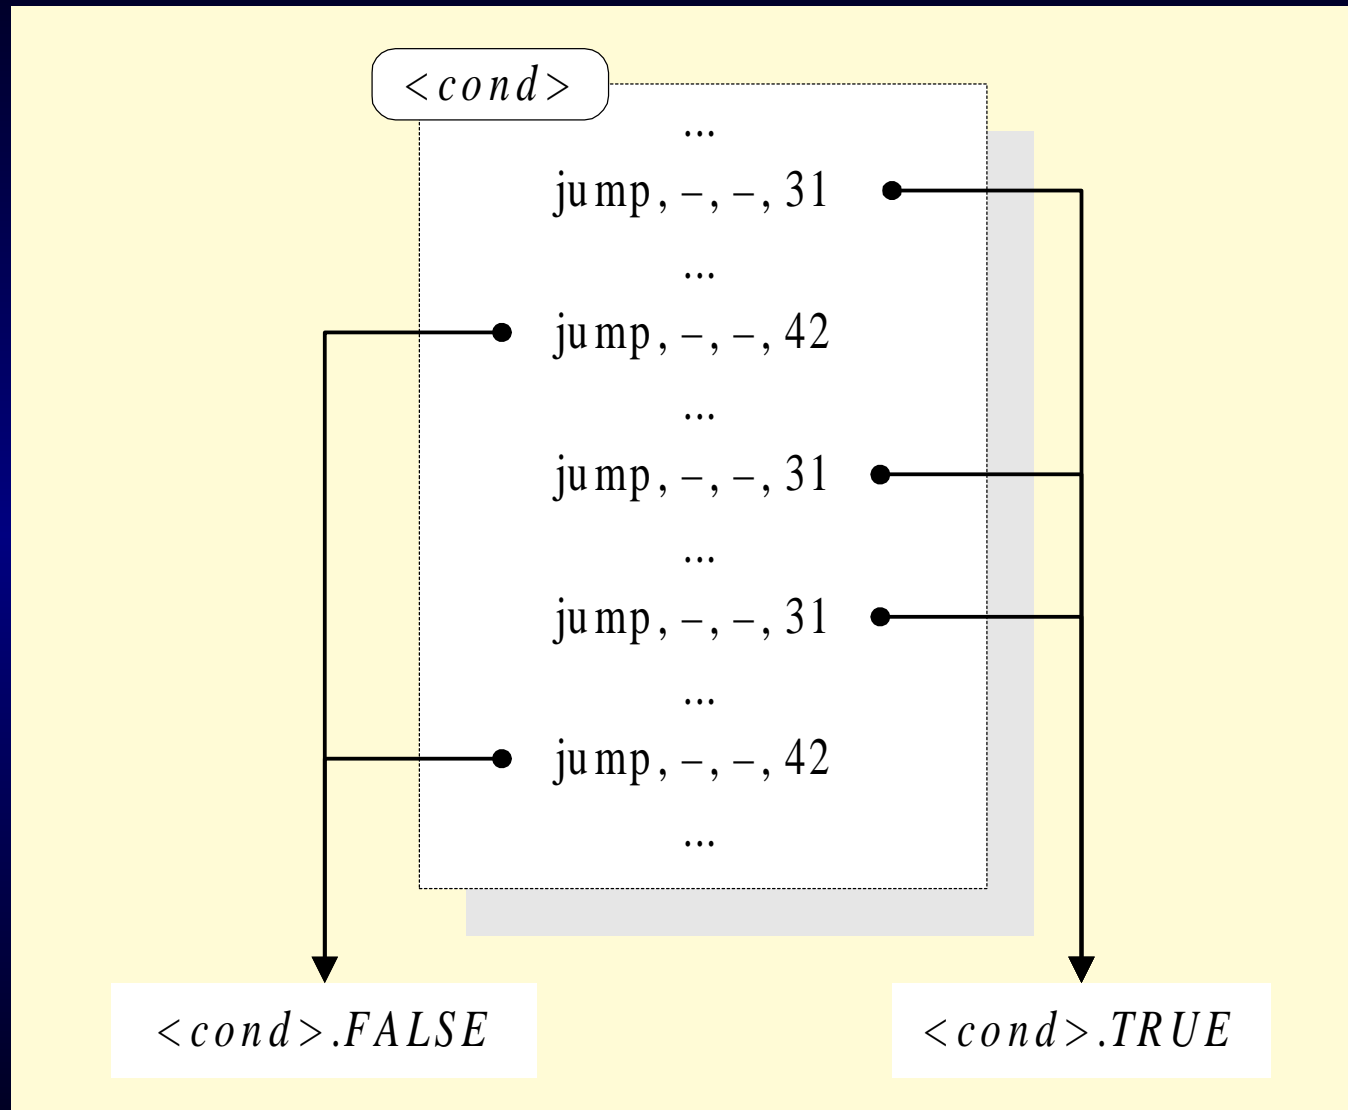 <cond>
...
jump, –, –, 31
...
jump, –, –, 42
...
jump, –, –, 31
...
jump, –, –, 31
...
jump, –, –, 42
...
<cond>.FALSE
<cond>.TRUE